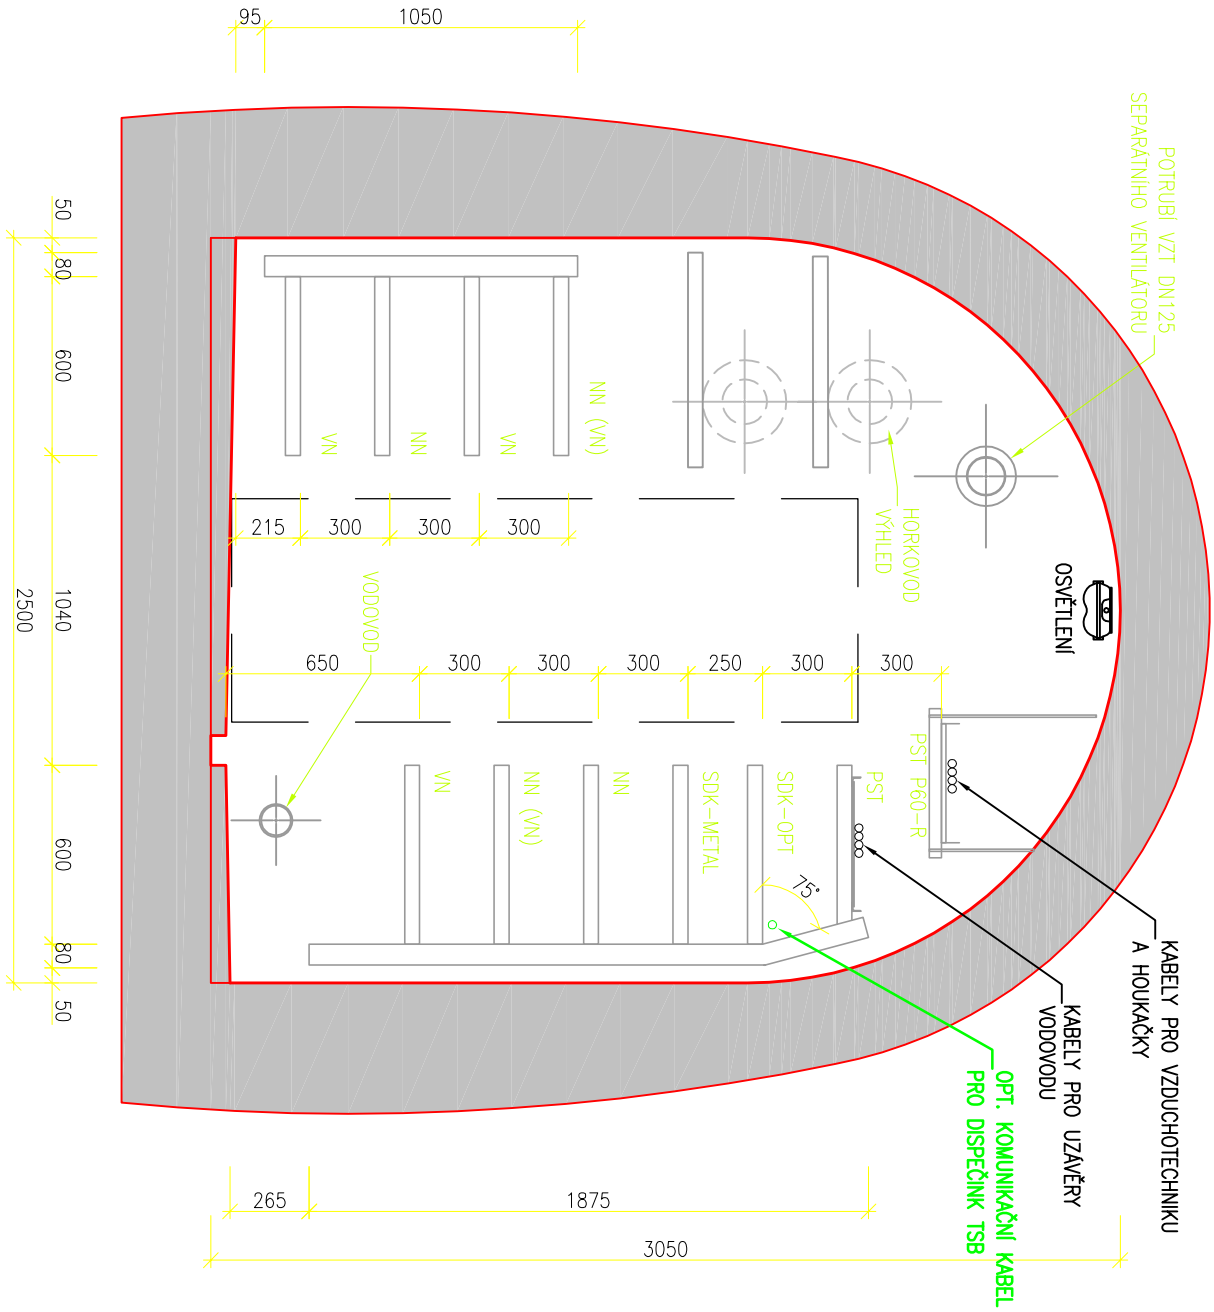 POTRUBÍ VZT DN125
SEPARÁTNÍHO VENTILÁTORU
OSVĚTLENÍ
HORKOVOD
VÝHLED
NN (VN)
VN
NN
VN
VODOVOD
PST P60-R
PST
SDK-OPT
SDK-METAL
NN
NN (VN)
VN
75°
KABELY PRO VZDUCHOTECHNIKU
A HOUKAČKY
KABELY PRO UZÁVĚRY
VODOVODU
OPT. KOMUNIKAČNÍ KABEL
PRO DISPEČINK TSB
95
1050
50
80
600
1040
600
80
50
2500
215
300
300
300
650
300
300
300
250
300
300
265
1875
3050